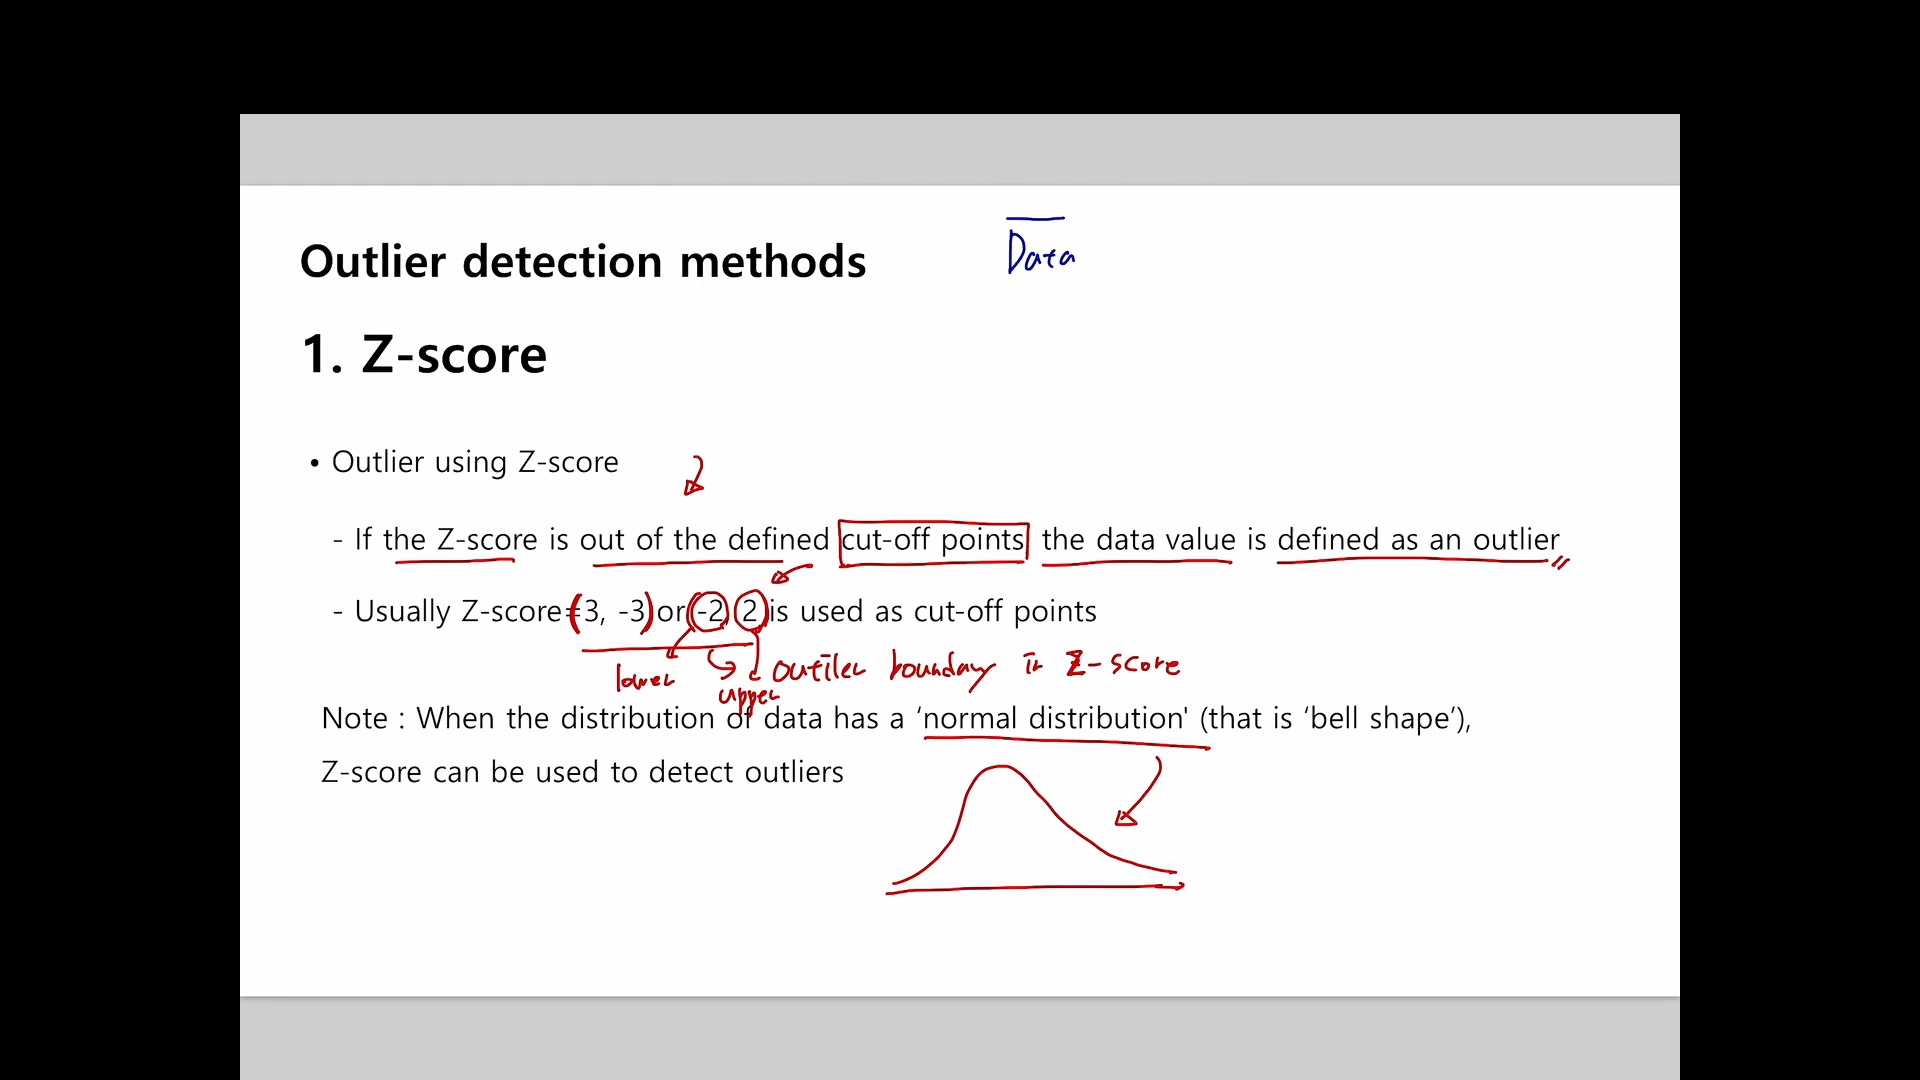 Outlier detection methods
Data
1. Z-score
• Outlier using Z-score
- If the Z-score is out of the defined cut-off points the data value is defined as an outlier
- Usually Z-score=(3, -3) or (-2, 2) is used as cut-off points
lower
upper
outiler boundary in Z-score
Note : When the distribution of data has a ‘normal distribution' (that is ‘bell shape’),
Z-score can be used to detect outliers